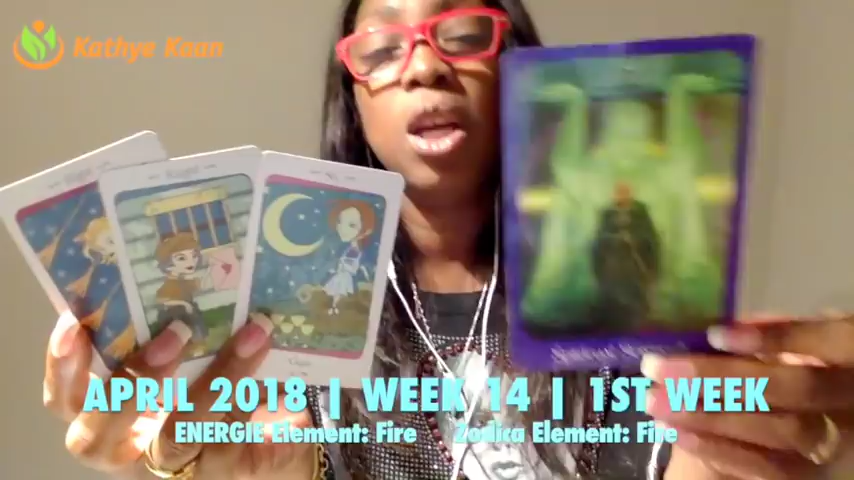 Kathye Kaan
APRIL 2018 | WEEK 14 | 1ST WEEK
ENERGIE Element: Fire Zodica Element: Fire